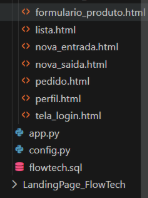 formulario_produto.html
lista.html
nova_entrada.html
nova_saida.html
pedido.html
perfil.html
tela_login.html
app.py
config.py
flowtech.sql
LandingPage_FlowTech